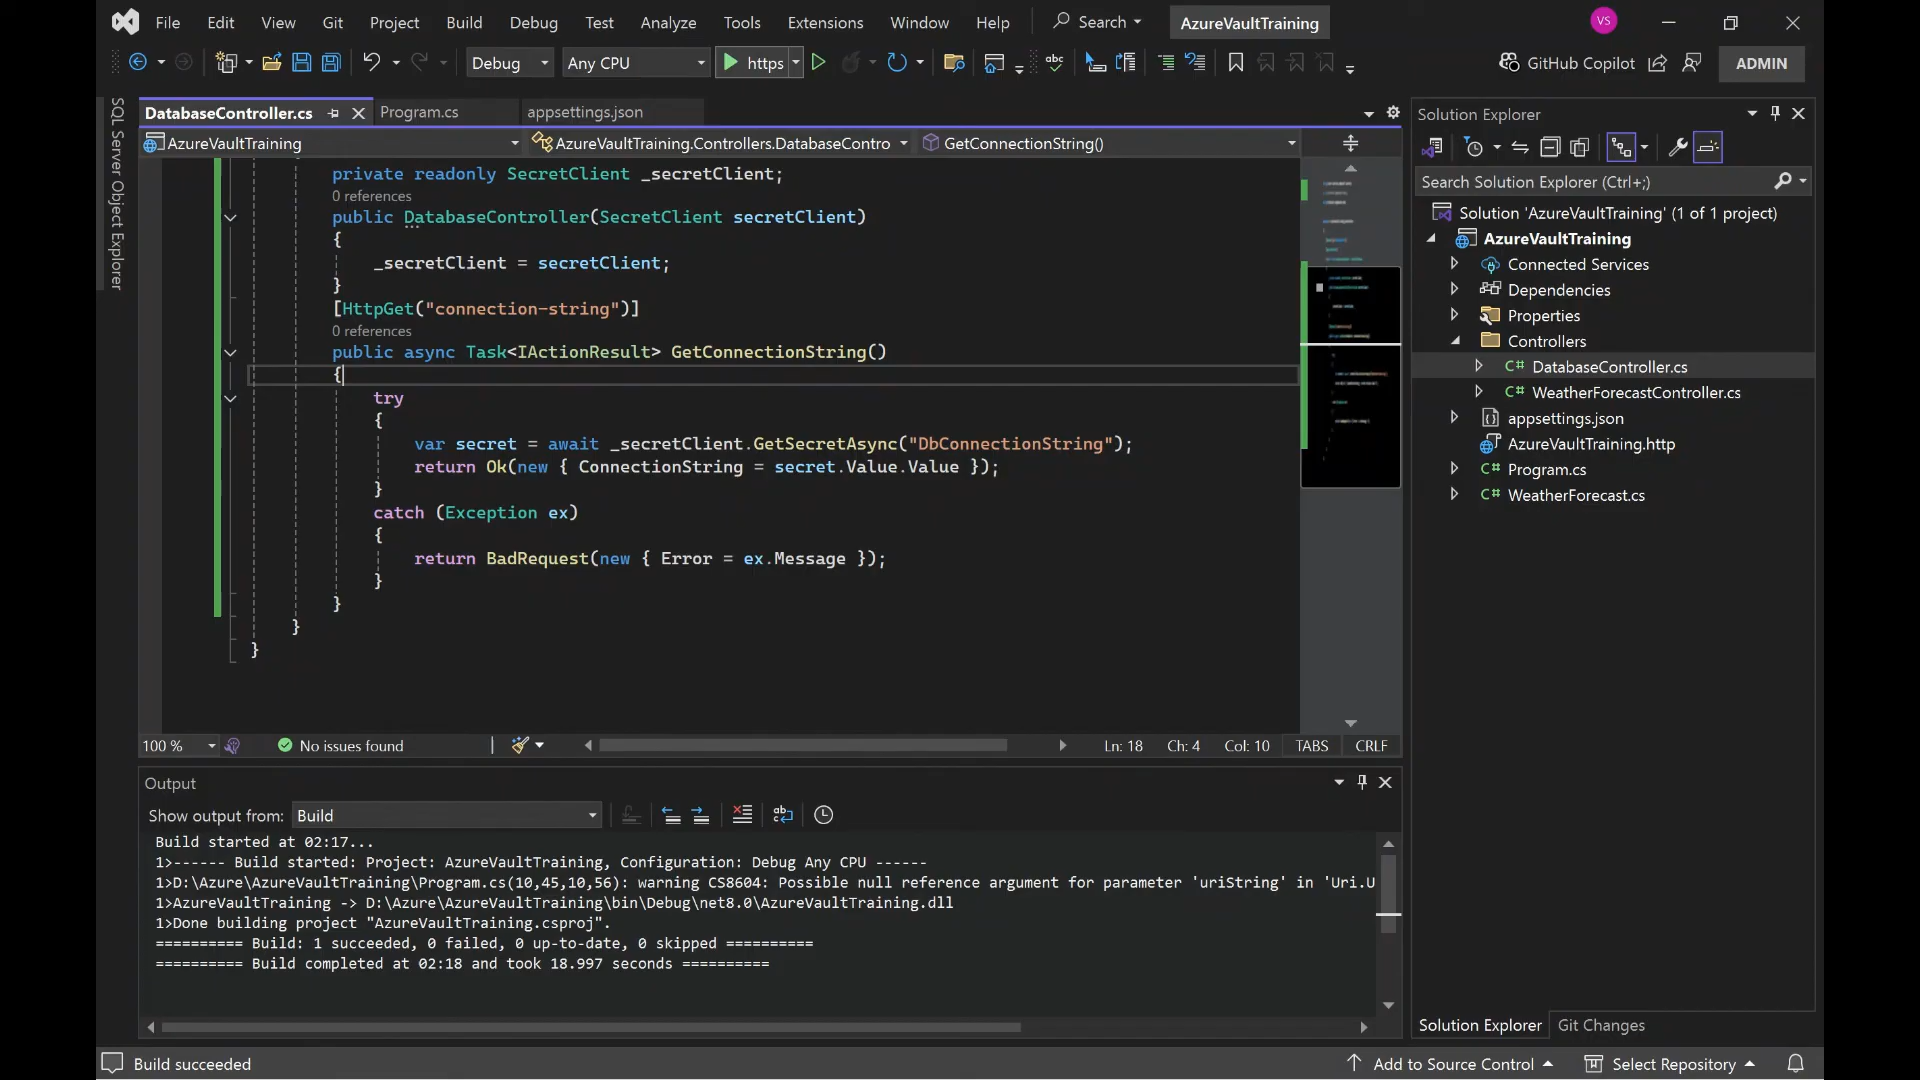 File Edit View Git Project Build Debug Test Analyze Tools Extensions Window Help Search AzureVaultTraining VS
Debug Any CPU https GitHub Copilot ADMIN
SQL Server Object Explorer
DatabaseController.cs Program.cs appsettings.json
AzureVaultTraining AzureVaultTraining.Controllers.DatabaseContro GetConnectionString()
private readonly SecretClient _secretClient;
0 references
public DatabaseController(SecretClient secretClient)
{
_secretClient = secretClient;
}
[HttpGet("connection-string")]
0 references
public async Task<IActionResult> GetConnectionString()
{
try
{
var secret = await _secretClient.GetSecretAsync("DbConnectionString");
return Ok(new { ConnectionString = secret.Value.Value });
}
catch (Exception ex)
{
return BadRequest(new { Error = ex.Message });
}
}
}
}
100 % No issues found Ln: 18 Ch: 4 Col: 10 TABS CRLF
Output
Show output from: Build
Build started at 02:17...
1>------ Build started: Project: AzureVaultTraining, Configuration: Debug Any CPU ------
1>D:\Azure\AzureVaultTraining\Program.cs(10,45,10,56): warning CS8604: Possible null reference argument for parameter 'uriString' in 'Uri.U
1>AzureVaultTraining -> D:\Azure\AzureVaultTraining\bin\Debug\net8.0\AzureVaultTraining.dll
1>Done building project "AzureVaultTraining.csproj".
========== Build: 1 succeeded, 0 failed, 0 up-to-date, 0 skipped ==========
========== Build completed at 02:18 and took 18.997 seconds ==========
Solution Explorer
Search Solution Explorer (Ctrl+;)
Solution 'AzureVaultTraining' (1 of 1 project)
AzureVaultTraining
Connected Services
Dependencies
Properties
Controllers
C# DatabaseController.cs
C# WeatherForecastController.cs
appsettings.json
AzureVaultTraining.http
C# Program.cs
C# WeatherForecast.cs
Solution Explorer Git Changes
Build succeeded Add to Source Control Select Repository